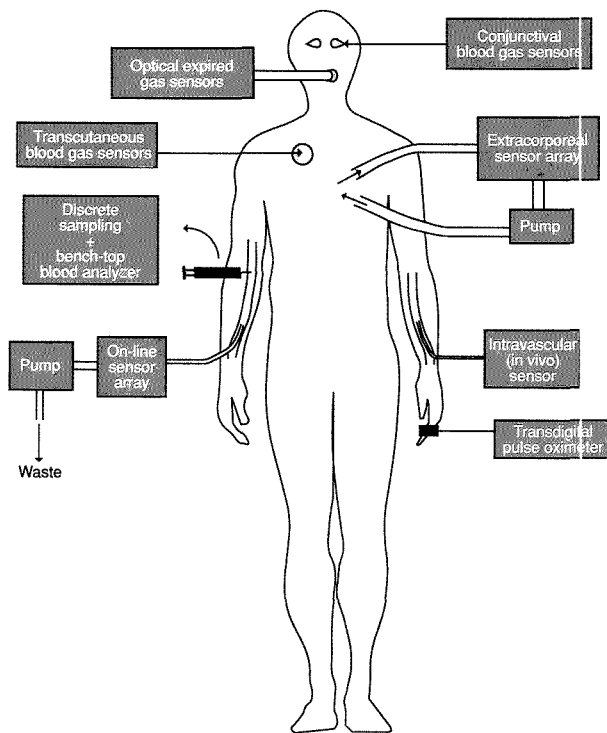 Conjunctival
blood gas sensors
Optical expired
gas sensors
Transcutaneous
blood gas sensors
Extracorporeal
sensor array
Pump
Discrete
sampling
+
bench-top
blood analyzer
Pump
On-line
sensor
array
Intravascular
(in vivo)
sensor
Transdigital
pulse oximeter
Waste